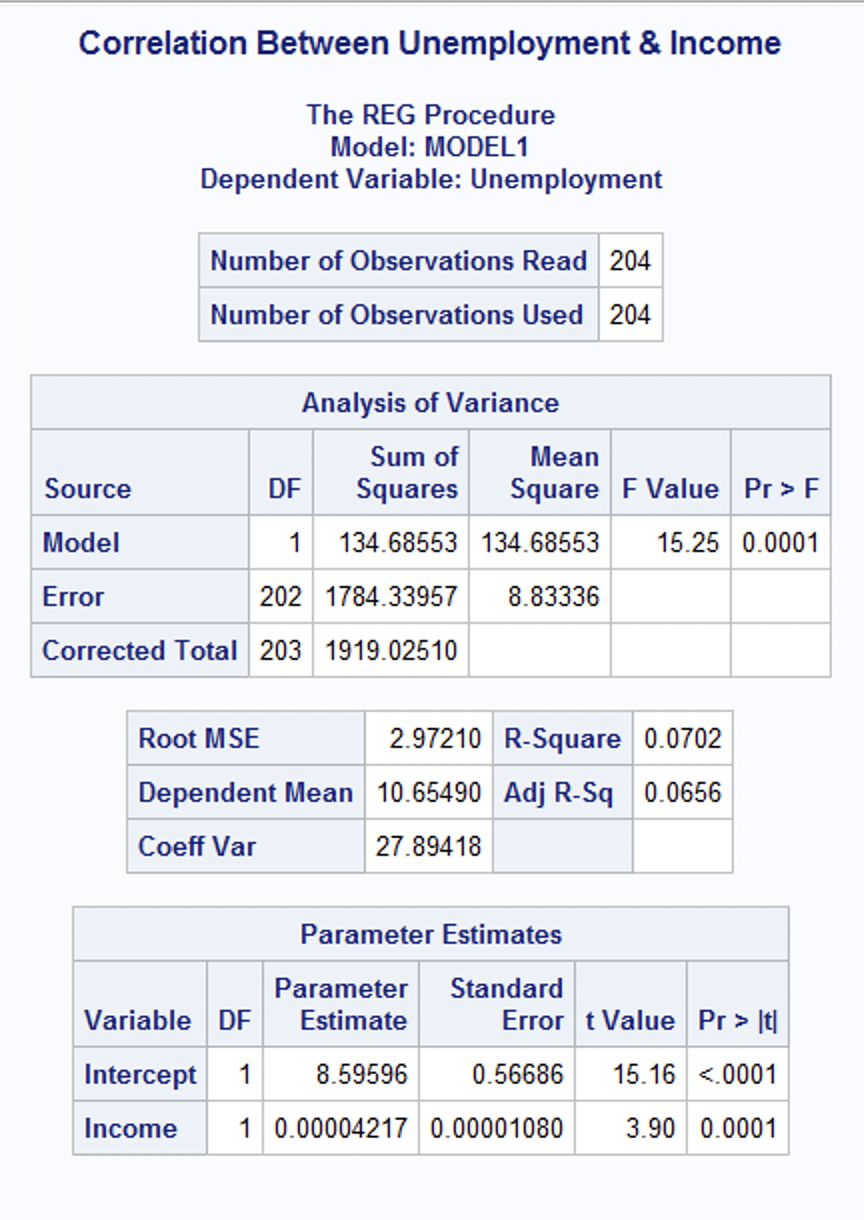 Correlation Between Unemployment & Income
The REG Procedure
Model: MODEL1
Dependent Variable: Unemployment
Number of Observations Read 204
Number of Observations Used 204
Analysis of Variance
Source DF Sum of Squares Mean Square F Value Pr > F
Model 1 134.68553 134.68553 15.25 0.0001
Error 202 1784.33957 8.83336
Corrected Total 203 1919.02510
Root MSE 2.97210 R-Square 0.0702
Dependent Mean 10.65490 Adj R-Sq 0.0656
Coeff Var 27.89418
Parameter Estimates
Variable DF Parameter Estimate Standard Error t Value Pr > |t|
Intercept 1 8.59596 0.56686 15.16 <.0001
Income 1 0.00004217 0.00001080 3.90 0.0001